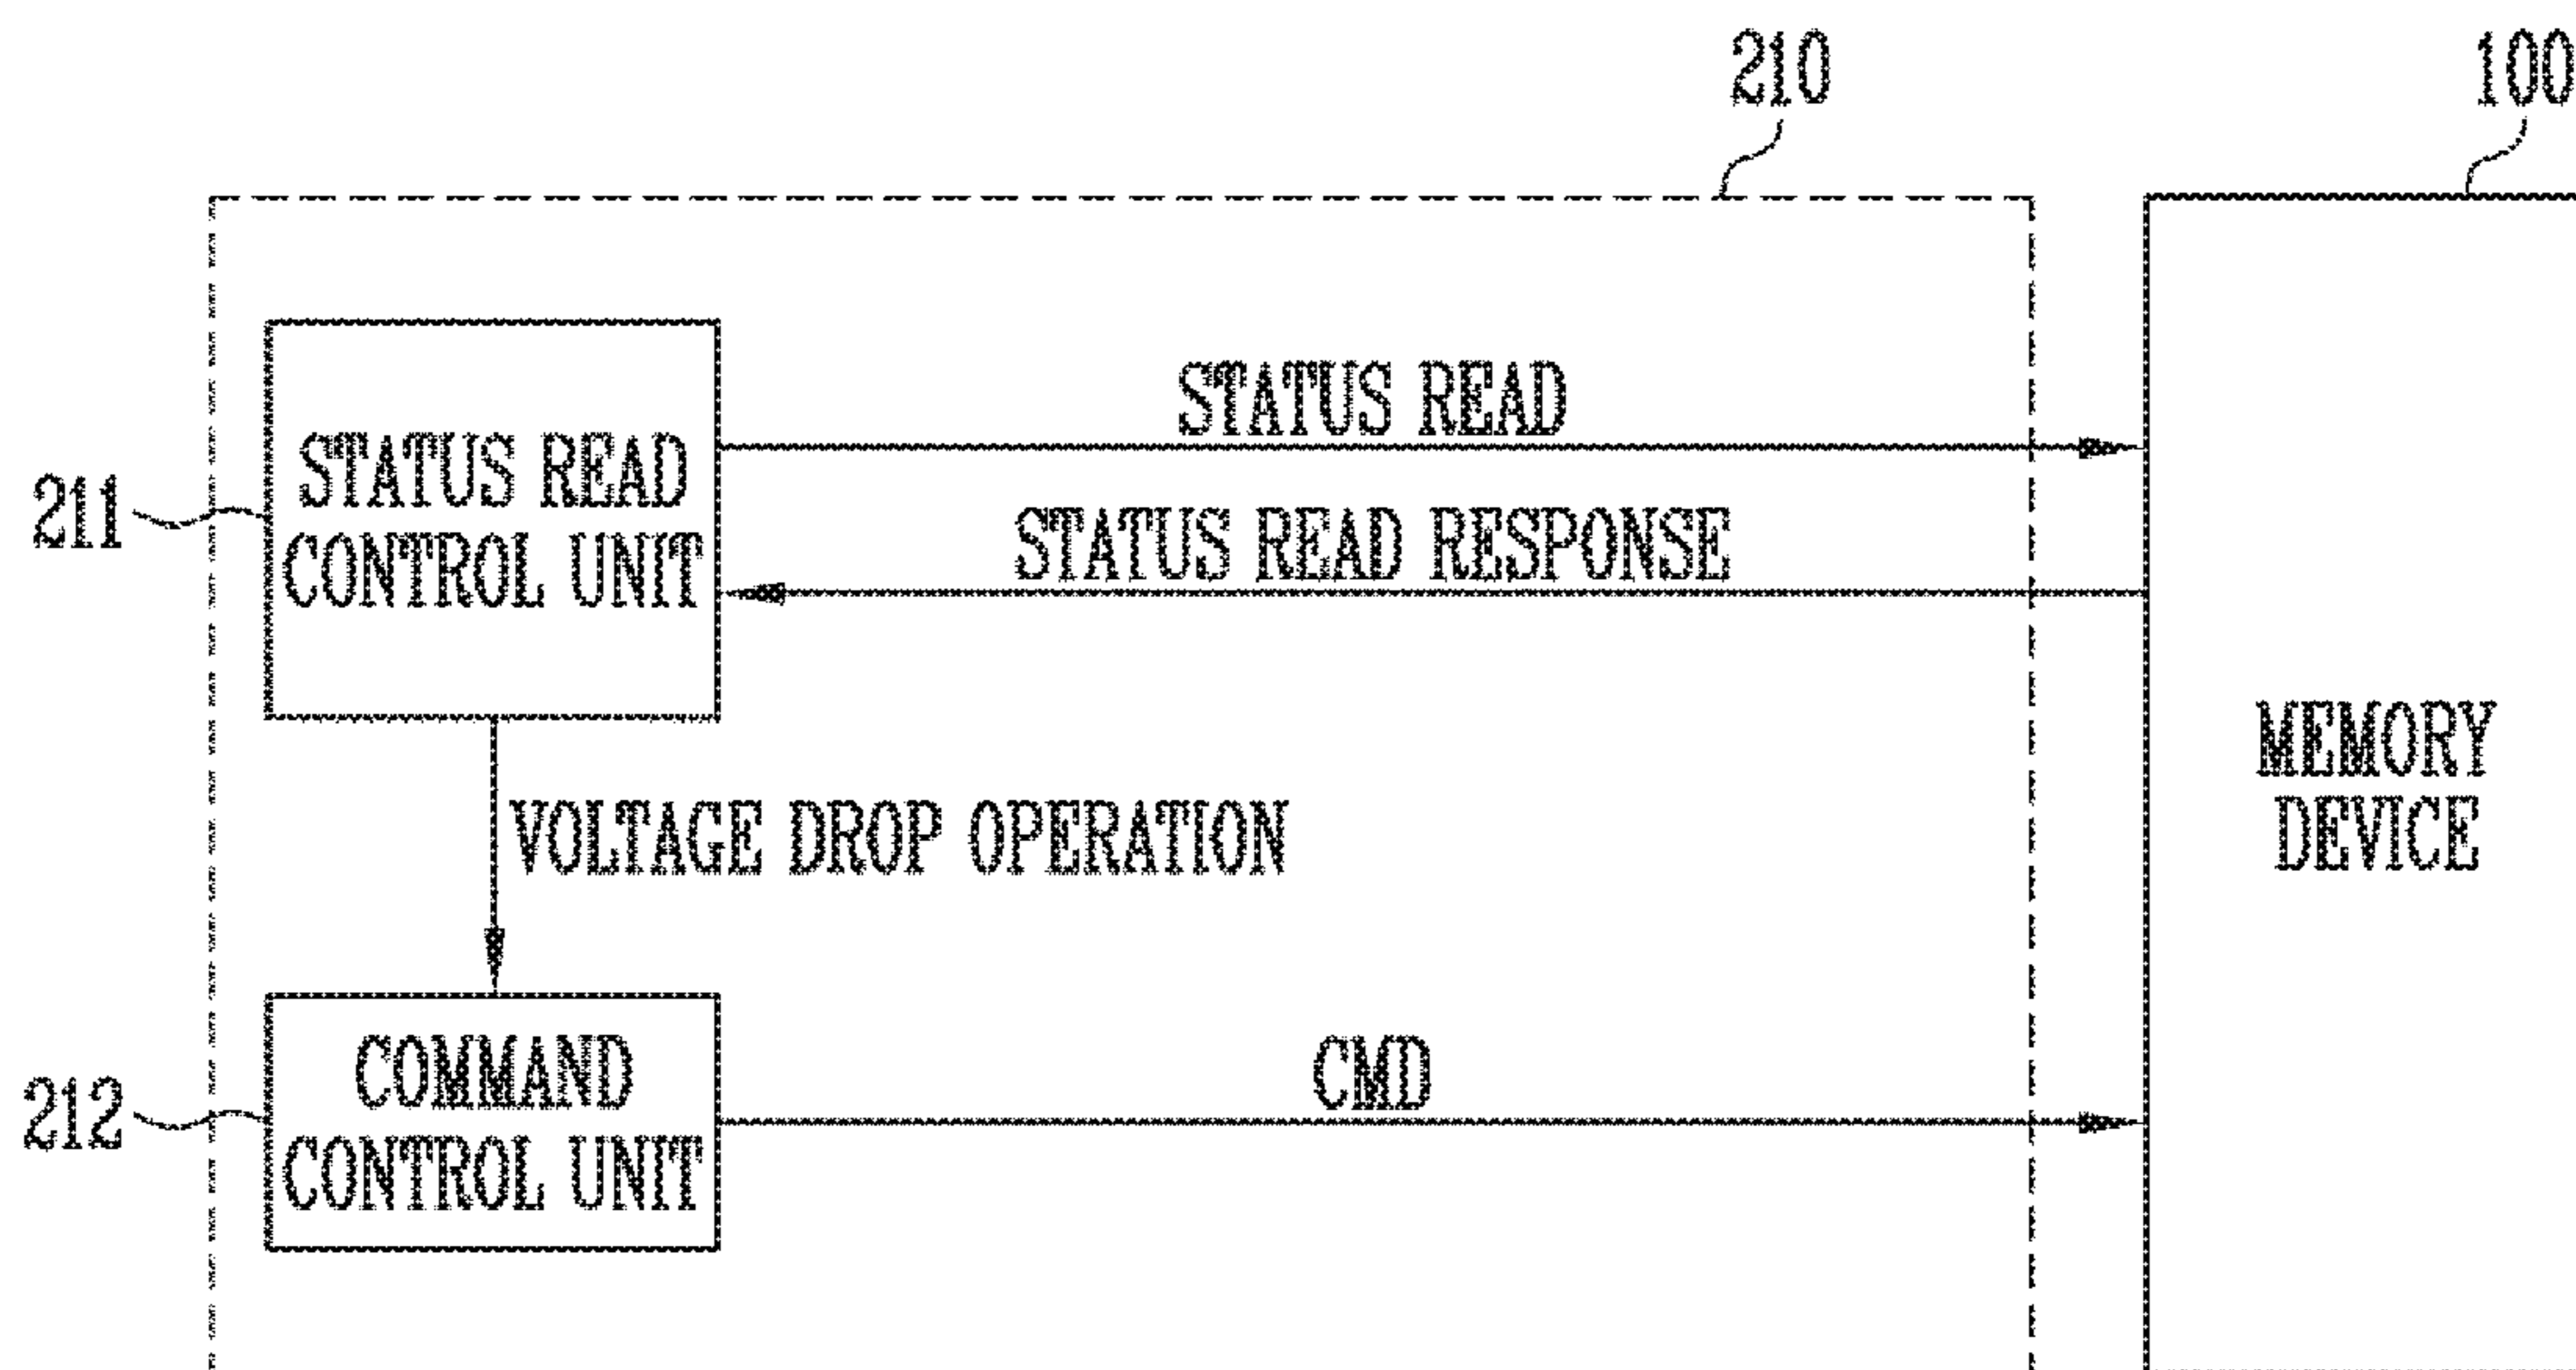 210
100
STATUS READ
211
STATUS READ
CONTROL UNIT
STATUS READ RESPONSE
MEMORY
DEVICE
VOLTAGE DROP OPERATION
212
COMMAND
CONTROL UNIT
CMD